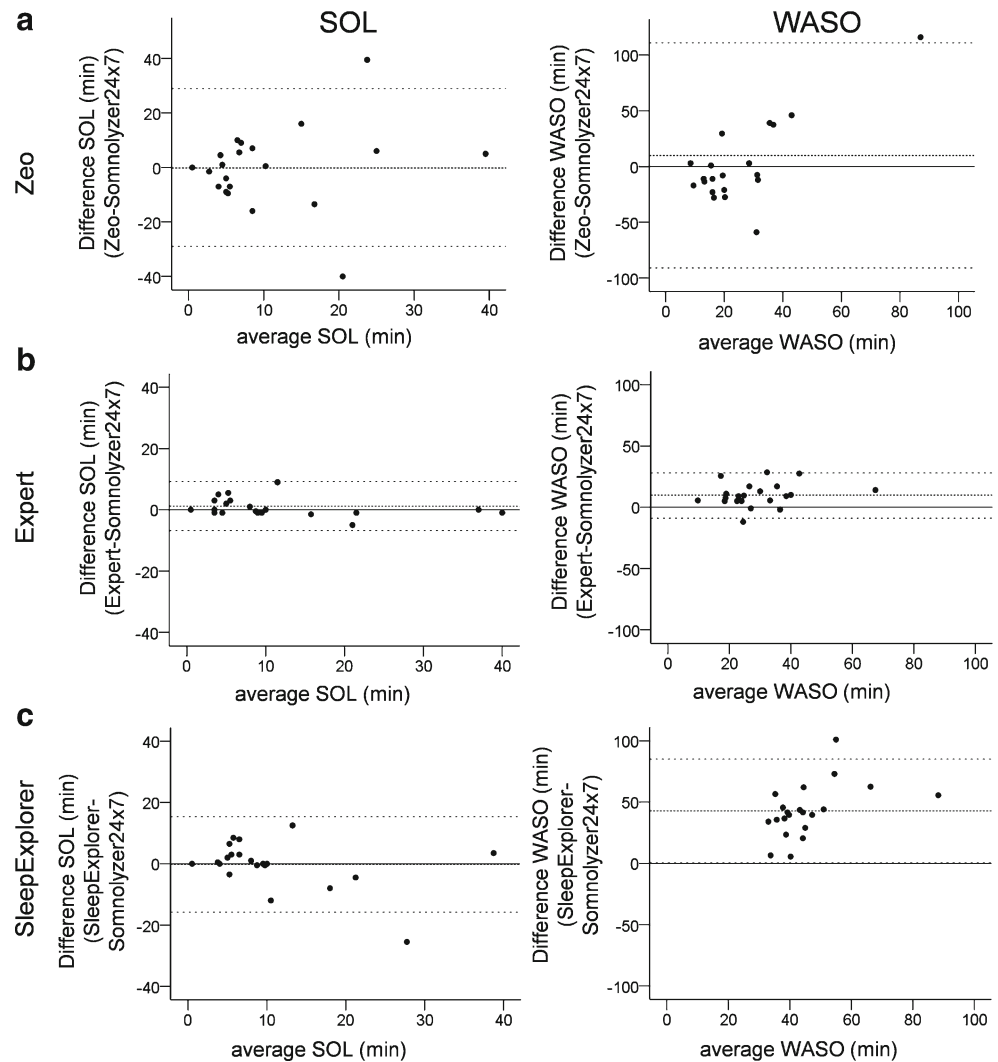 a
SOL
WASO
Zeo
Difference SOL (min)
(Zeo-Somnolyzer24x7)
40
20
0
-20
-40
0 10 20 30 40
average SOL (min)
Difference WASO (min)
(Zeo-Somnolyzer24x7)
100
50
0
-50
-100
0 20 40 60 80 100
average WASO (min)
b
Expert
Difference SOL (min)
(Expert-Somnolyzer24x7)
40
20
0
-20
-40
0 10 20 30 40
average SOL (min)
Difference WASO (min)
(Expert-Somnolyzer24x7)
100
50
0
-50
-100
0 20 40 60 80 100
average WASO (min)
c
SleepExplorer
Difference SOL (min)
(SleepExplorer-
Somnolyzer24x7)
40
20
0
-20
-40
0 10 20 30 40
average SOL (min)
Difference WASO (min)
(SleepExplorer-
Somnolyzer24x7)
100
50
0
-50
-100
0 20 40 60 80 100
average WASO (min)